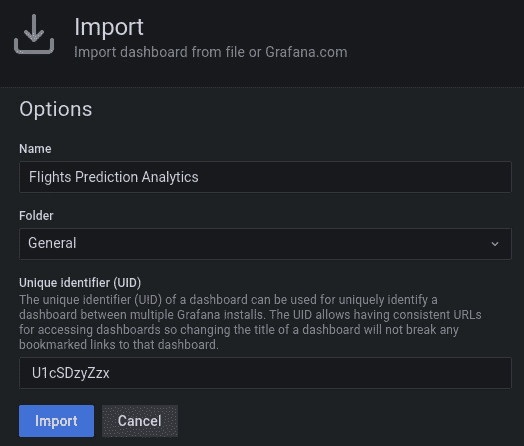 Import
Import dashboard from file or Grafana.com
Options
Name
Flights Prediction Analytics
Folder
General
Unique identifier (UID)
The unique identifier (UID) of a dashboard can be used for uniquely identify a
dashboard between multiple Grafana installs. The UID allows having consistent URLs
for accessing dashboards so changing the title of a dashboard will not break any
bookmarked links to that dashboard.
U1cSDzyZzx
Import Cancel